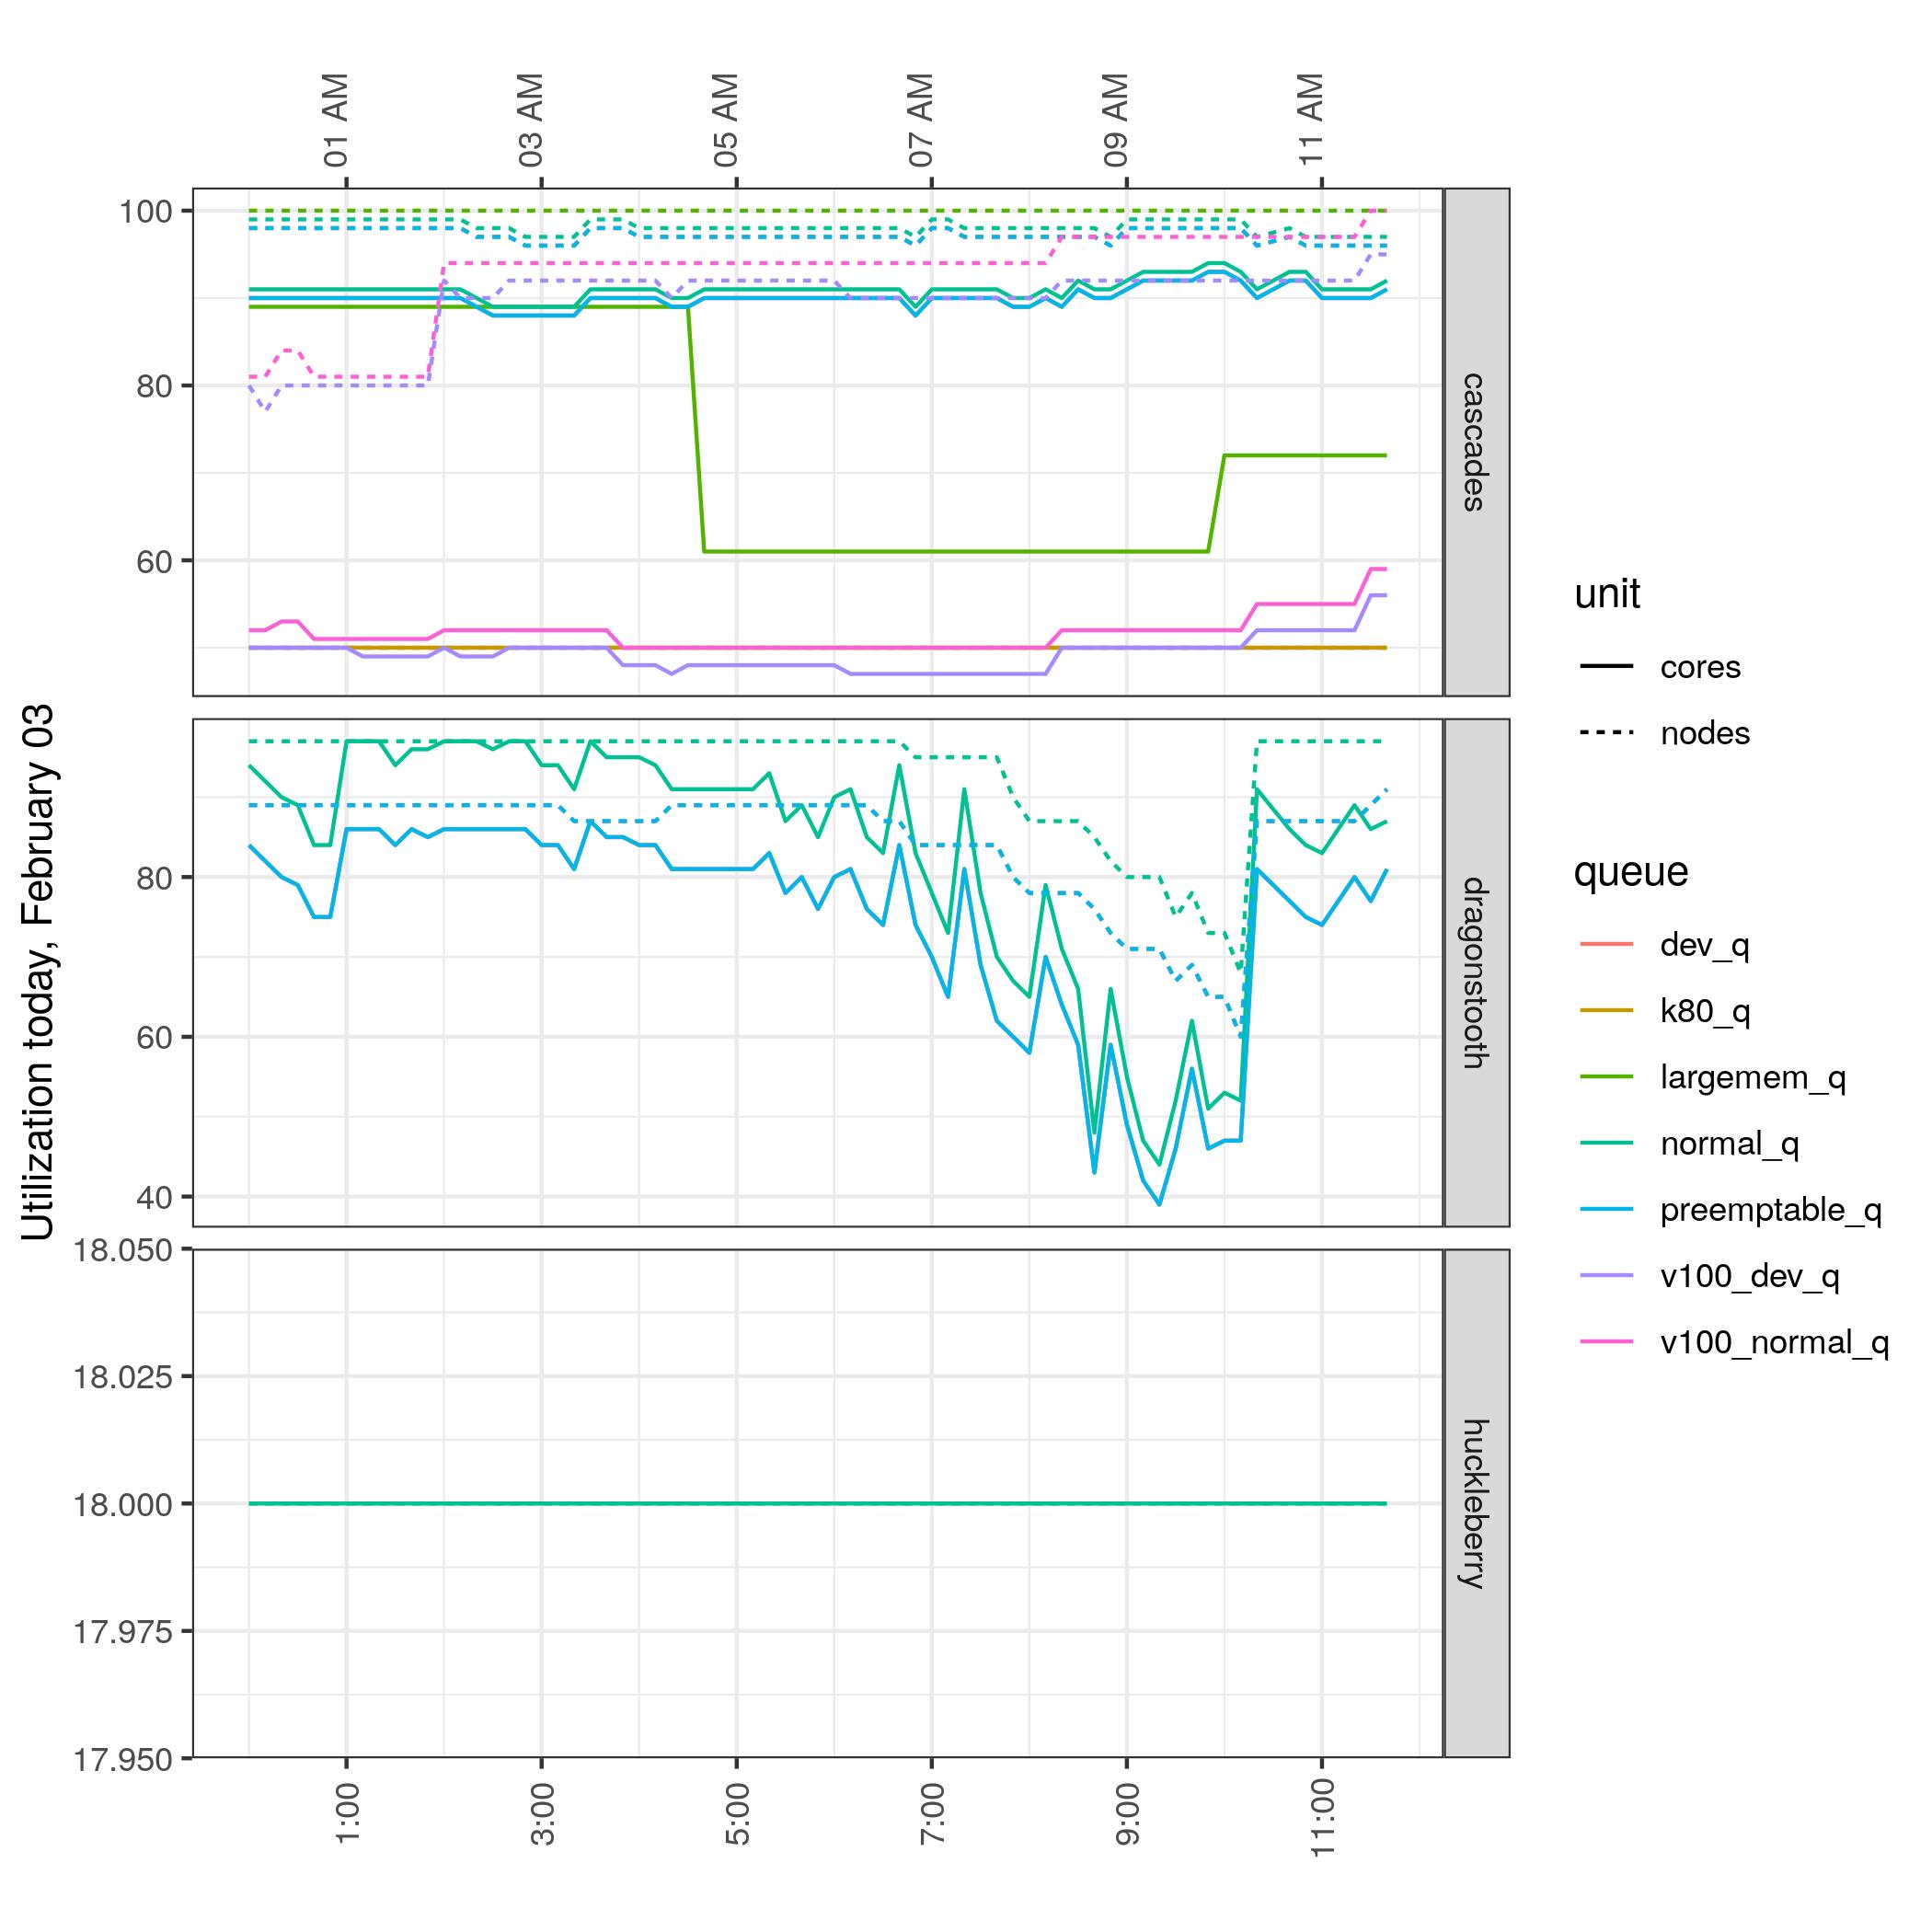 01 AM
03 AM
05 AM
07 AM
09 AM
11 AM
Utilization today, February 03
100
80
60
cascades
80
60
40
dragonstooth
18.050
18.025
18.000
17.975
17.950
huckleberry
1:00
3:00
5:00
7:00
9:00
11:00
unit
cores
nodes
queue
dev_q
k80_q
largemem_q
normal_q
preemptable_q
v100_dev_q
v100_normal_q